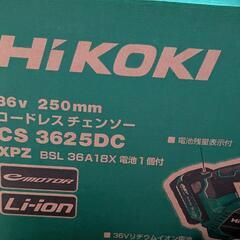 HiKOKI
36v 250mm
コードレス チェンソー
CS 3625DC
XPZ BSL 36A18X 電池1個付
■ 電池残量表示付
e MOTOR
Li-ion
36Vリチウムイオン電池